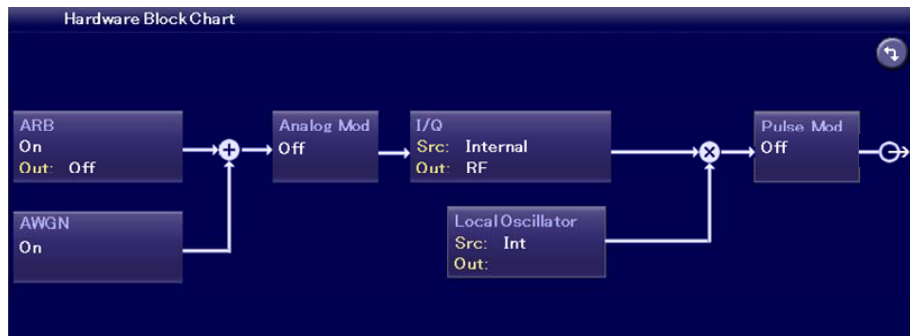 Hardware Block Chart
ARB
On
Out: Off
AWGN
On
Analog Mod
Off
I/Q
Src: Internal
Out: RF
Local Oscillator
Src: Int
Out:
Pulse Mod
Off